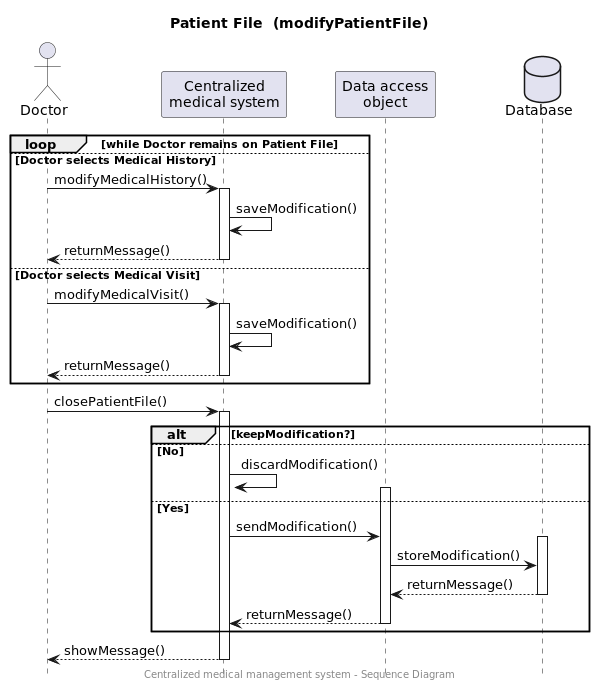 Patient File  (modifyPatientFile)
Doctor
Centralized
medical system
Data access
object
Database
loop
[while Doctor remains on Patient File]
[Doctor selects Medical History]
modifyMedicalHistory()
saveModification()
returnMessage()
[Doctor selects Medical Visit]
modifyMedicalVisit()
saveModification()
returnMessage()
closePatientFile()
alt
[keepModification?]
[No]
discardModification()
[Yes]
sendModification()
storeModification()
returnMessage()
returnMessage()
showMessage()
Centralized medical management system - Sequence Diagram